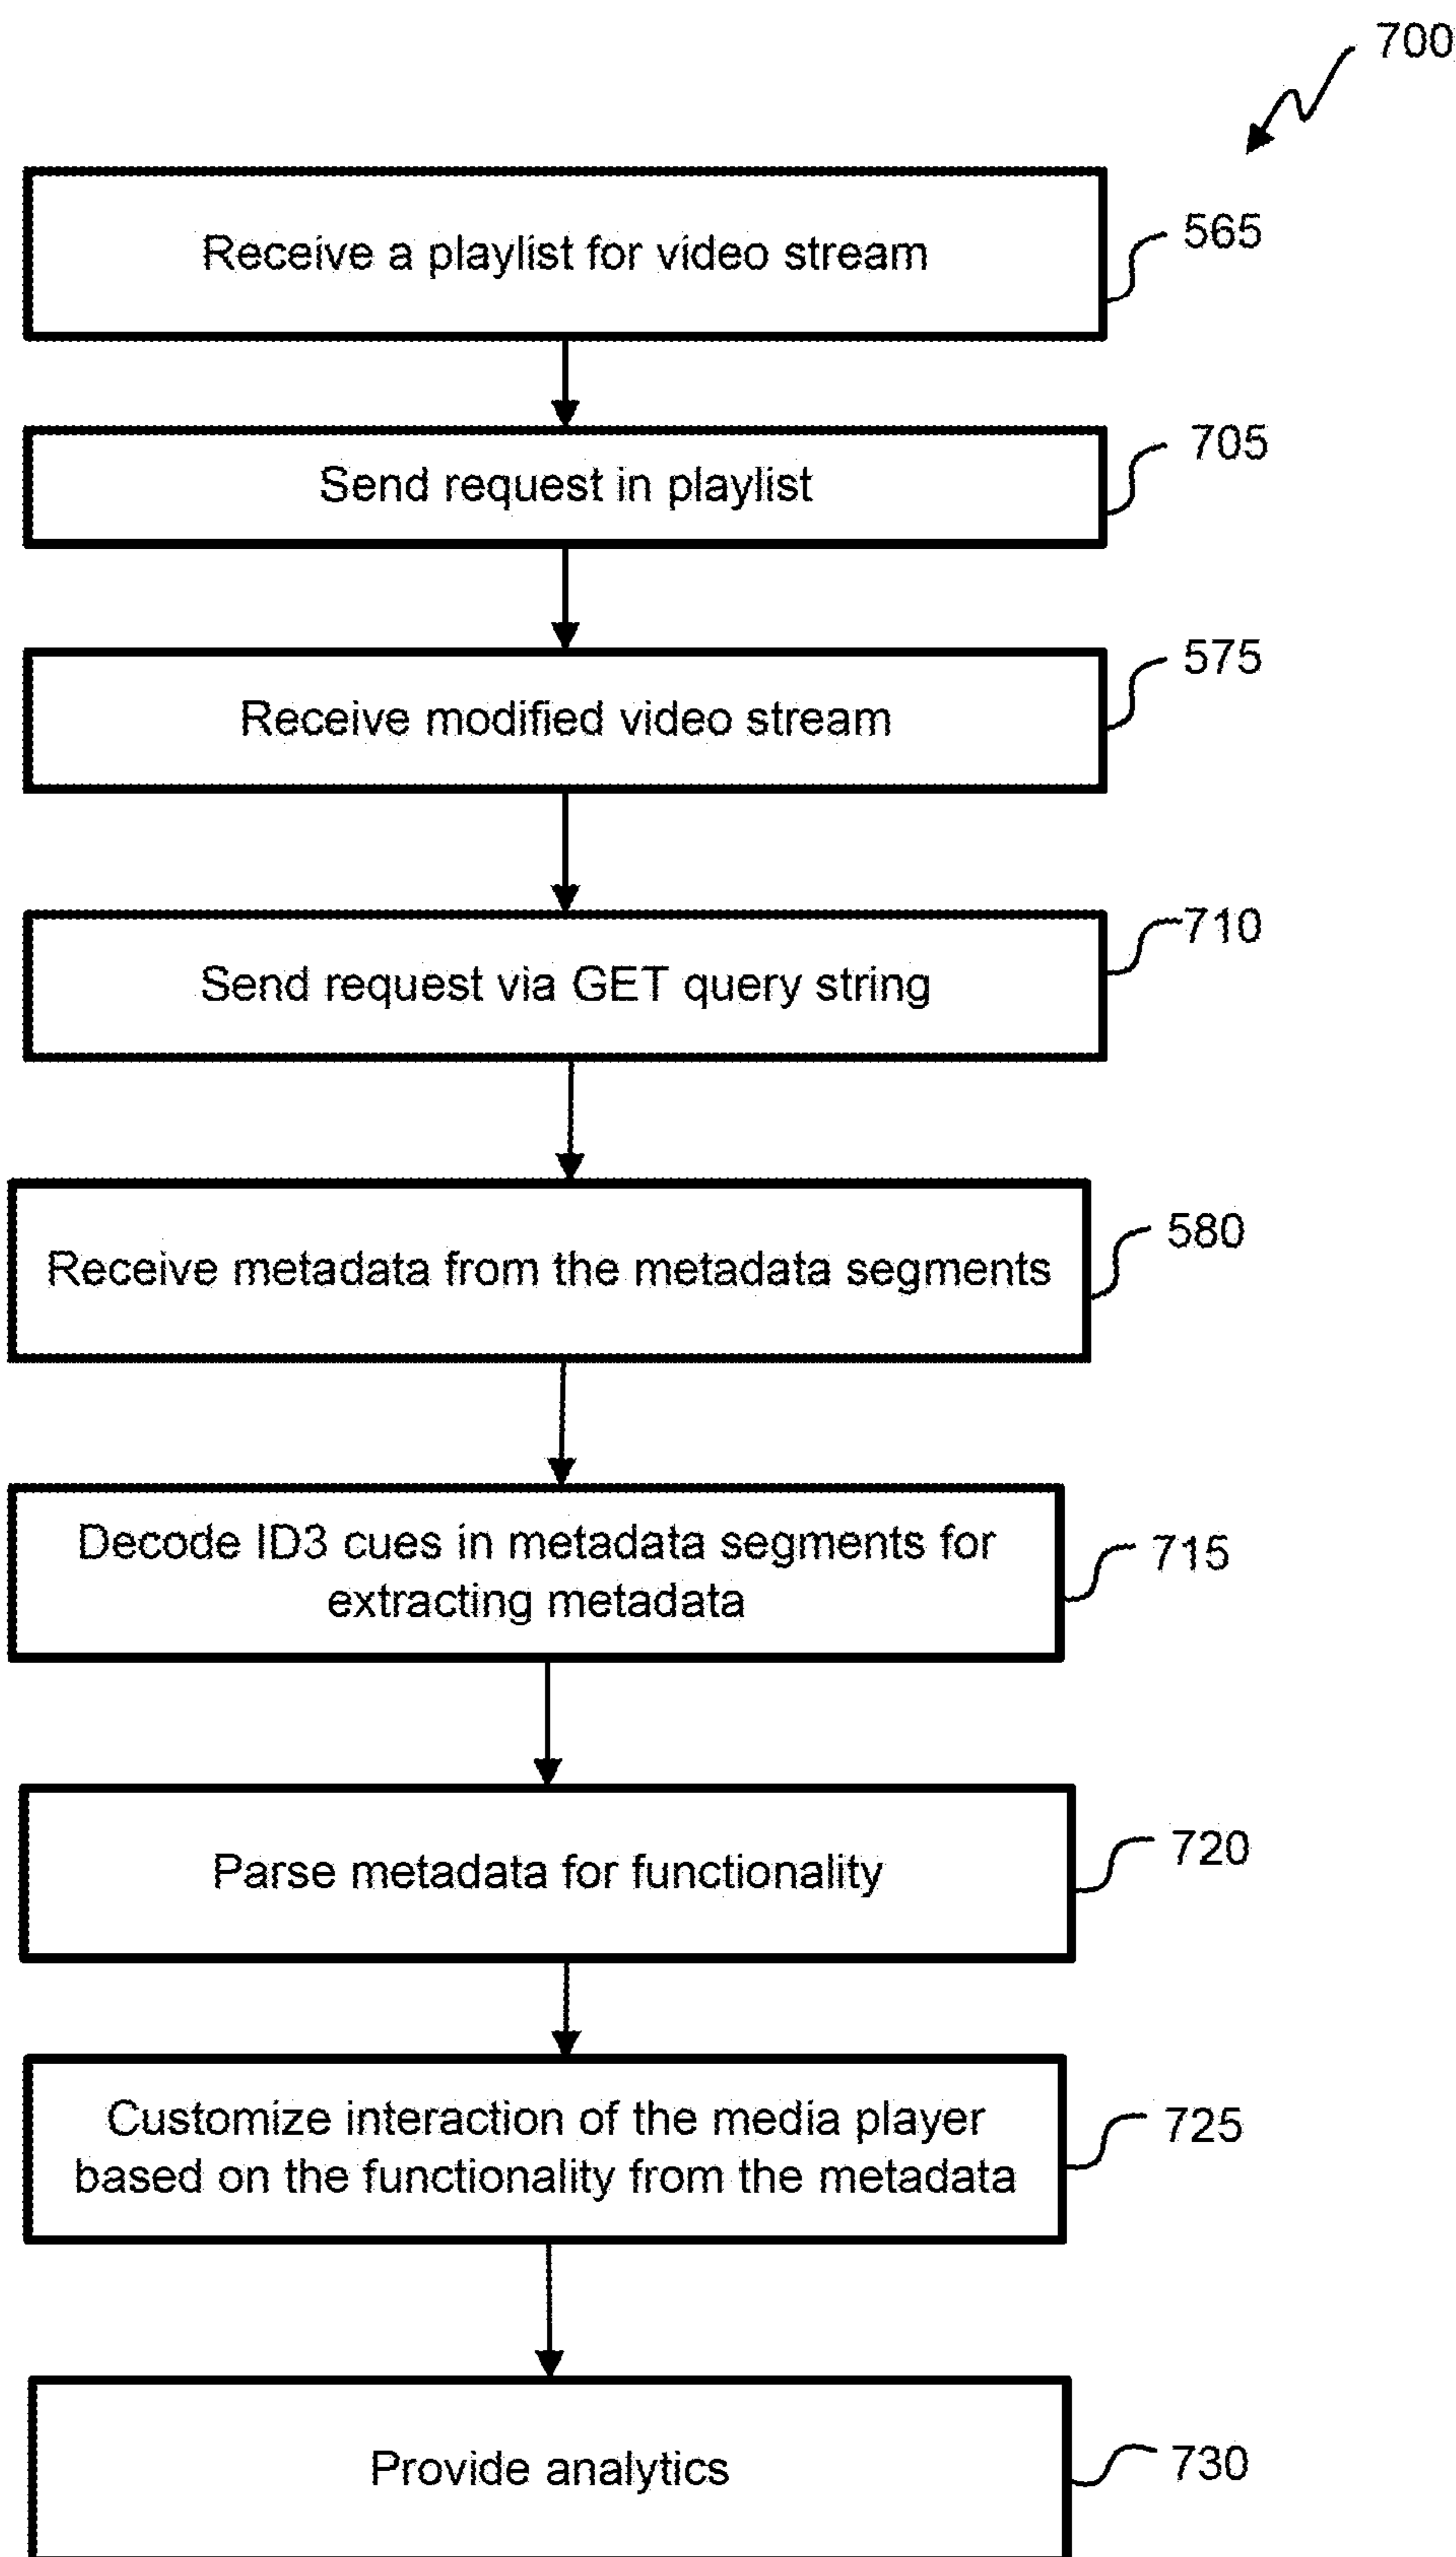 700
Receive a playlist for video stream
565
Send request in playlist
705
Receive modified video stream
575
Send request via GET query string
710
Receive metadata from the metadata segments
580
Decode ID3 cues in metadata segments for
extracting metadata
715
Parse metadata for functionality
720
Customize interaction of the media player
based on the functionality from the metadata
725
Provide analytics
730